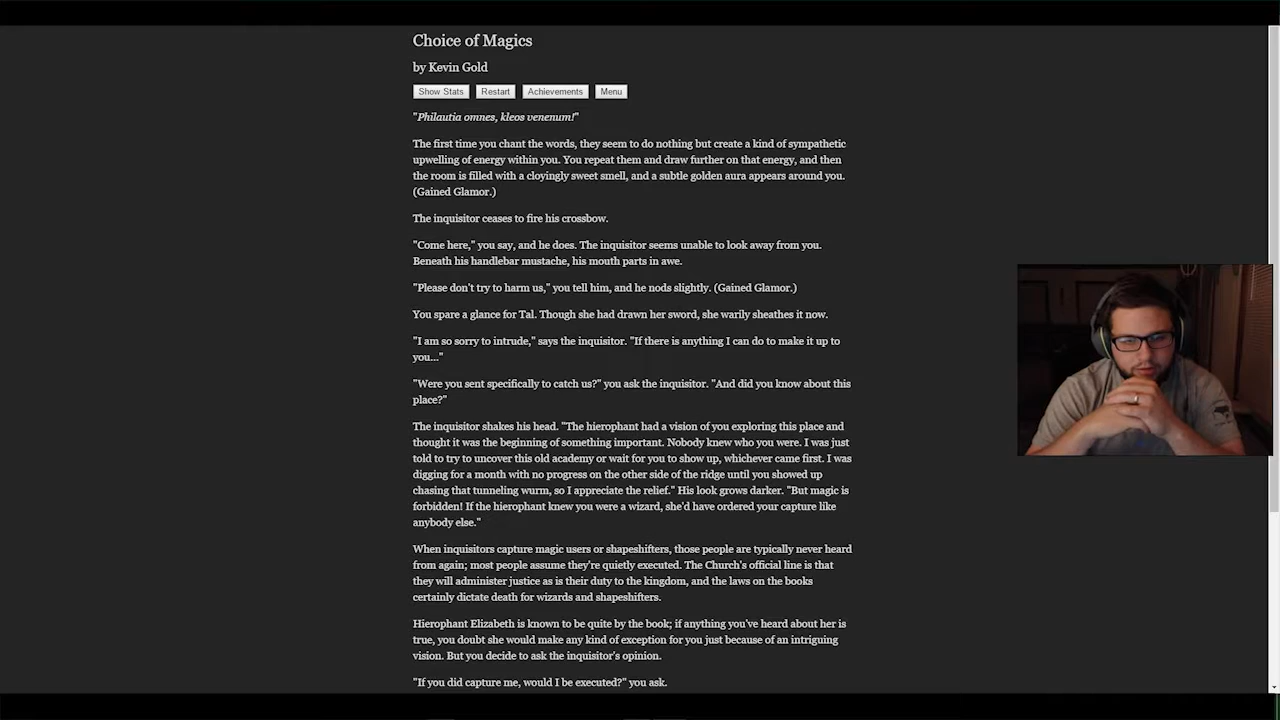 Choice of Magics
by Kevin Gold
Show Stats Restart Achievements Menu
"Philautia omnes, kleos venenum!"
The first time you chant the words, they seem to do nothing but create a kind of sympathetic
upwelling of energy within you. You repeat them and draw further on that energy, and then
the room is filled with a cloyingly sweet smell, and a subtle golden aura appears around you.
(Gained Glamor.)
The inquisitor ceases to fire his crossbow.
"Come here," you say, and he does. The inquisitor seems unable to look away from you.
Beneath his handlebar mustache, his mouth parts in awe.
"Please don't try to harm us," you tell him, and he nods slightly. (Gained Glamor.)
You spare a glance for Tal. Though she had drawn her sword, she warily sheathes it now.
"I am so sorry to intrude," says the inquisitor. "If there is anything I can do to make it up to
you..."
"Were you sent specifically to catch us?" you ask the inquisitor. "And did you know about this
place?"
The inquisitor shakes his head. "The hierophant had a vision of you exploring this place and
thought it was the beginning of something important. Nobody knew who you were. I was just
told to try to uncover this old academy or wait for you to show up, whichever came first. I was
digging for a month with no progress on the other side of the ridge until you showed up
chasing that tunneling wurm, so I appreciate the relief." His look grows darker. "But magic is
forbidden! If the hierophant knew you were a wizard, she'd have ordered your capture like
anybody else."
When inquisitors capture magic users or shapeshifters, those people are typically never heard
from again; most people assume they're quietly executed. The Church's official line is that
they will administer justice as is their duty to the kingdom, and the laws on the books
certainly dictate death for wizards and shapeshifters.
Hierophant Elizabeth is known to be quite by the book; if anything you've heard about her is
true, you doubt she would make any kind of exception for you just because of an intriguing
vision. But you decide to ask the inquisitor's opinion.
"If you did capture me, would I be executed?" you ask.